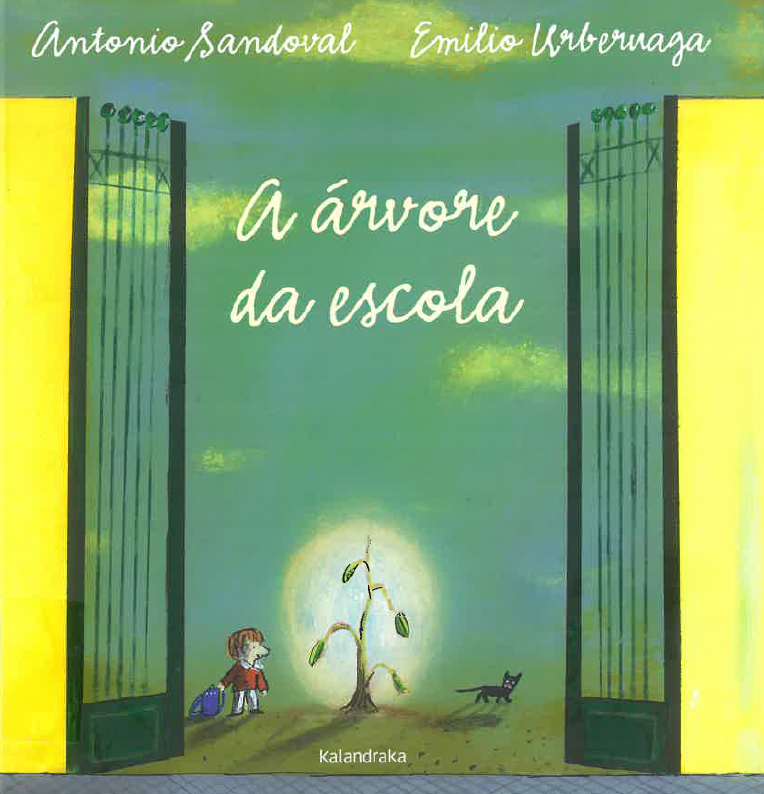 Antonio Sandoval Emilio Urberuaga
A árvore
da escola
Kalandraka